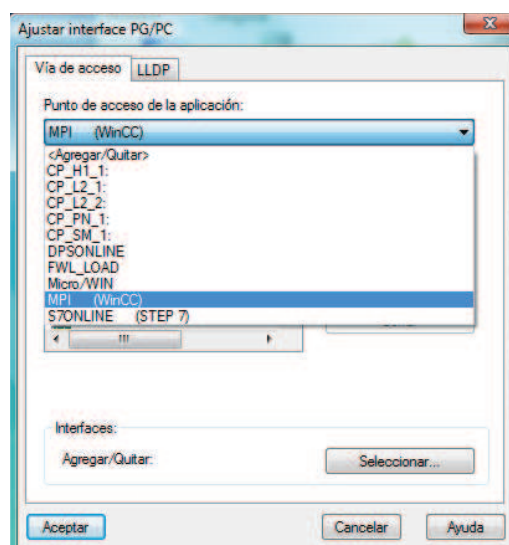 Ajustar interface PG/PC
Vía de acceso LLDP
Punto de acceso de la aplicación:
MPI (WinCC)
<Agregar/Quitar>
CP_H1_1:
CP_L2_1:
CP_L2_2:
CP_PN_1:
CP_SM_1:
DPSONLINE
FWL_LOAD
Micro/WIN
MPI (WinCC)
S7ONLINE (STEP 7)
Interfaces:
Agregar/Quitar: Seleccionar...
Aceptar Cancelar Ayuda